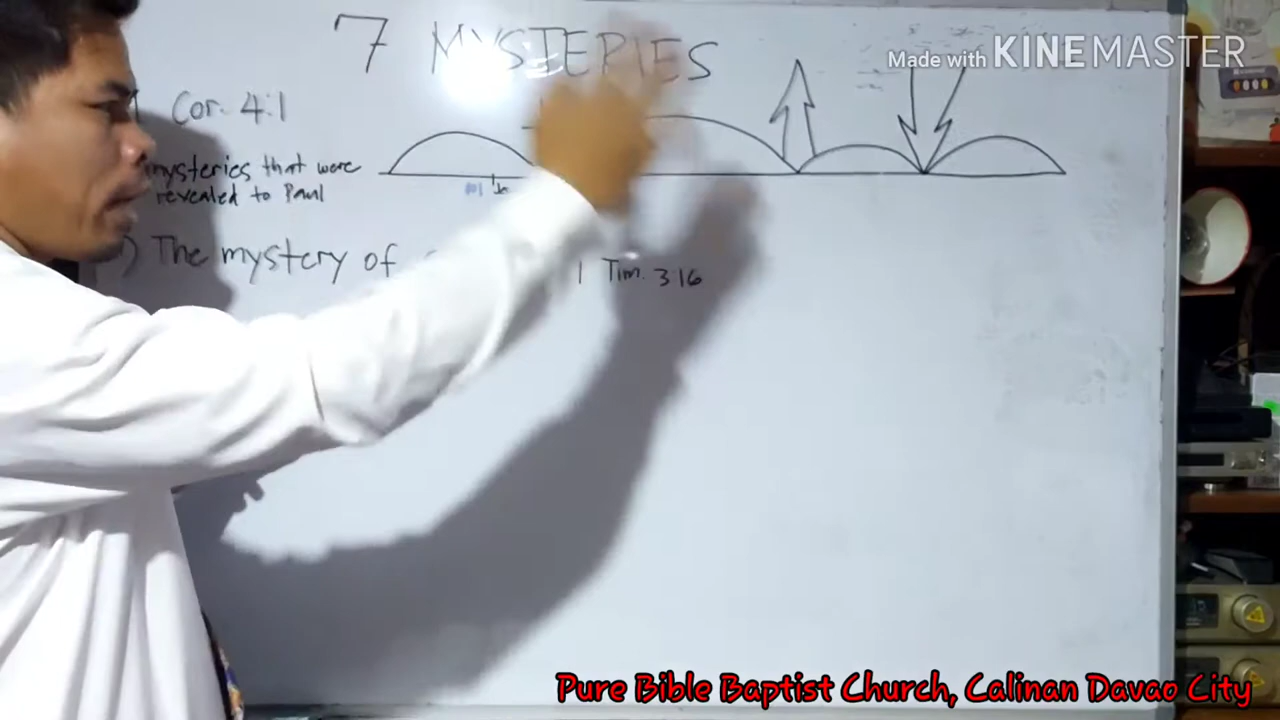 7 MYSTERIES
Made with KINEMASTER
Cor. 4:1
mysteries that were
revealed to Paul
) The mystery of
1 Tim. 3:16
Pure Bible Baptist Church, Calinan Davao City